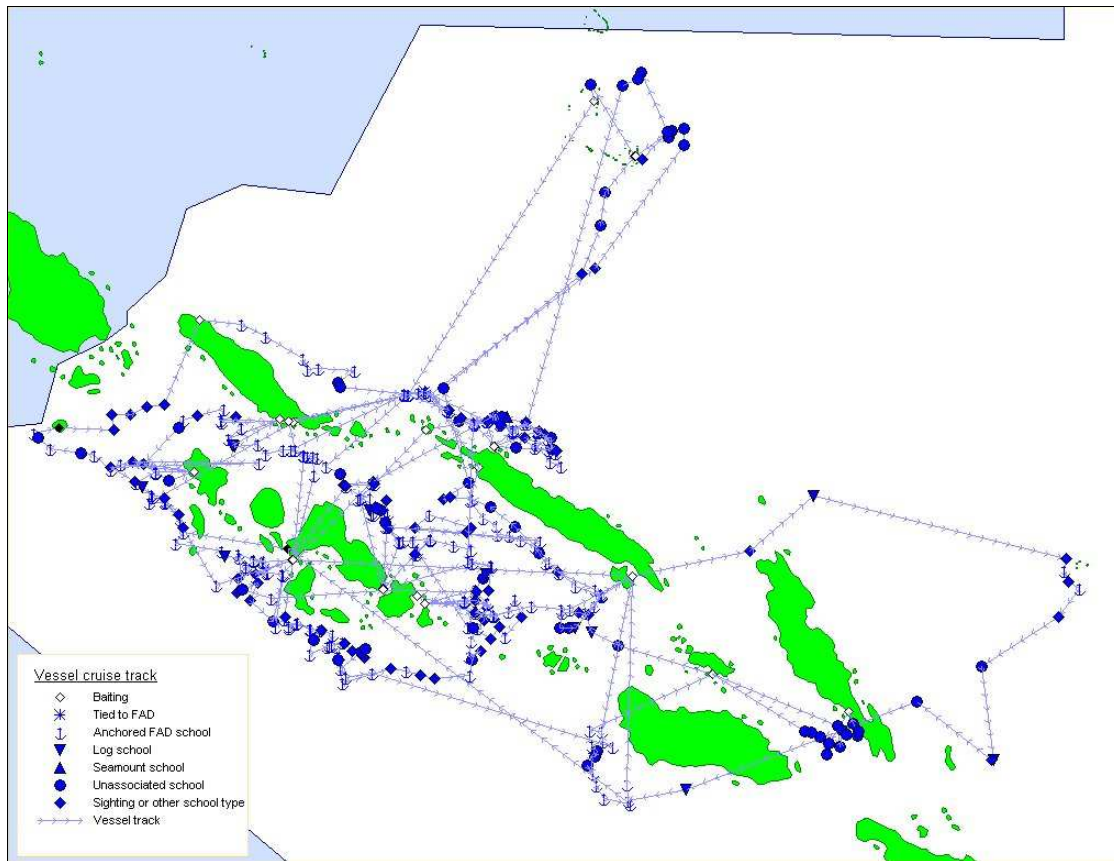 Vessel cruise track
Baiting
Tied to FAD
Anchored FAD school
Log school
Seamount school
Unassociated school
Sighting or other school type
Vessel track